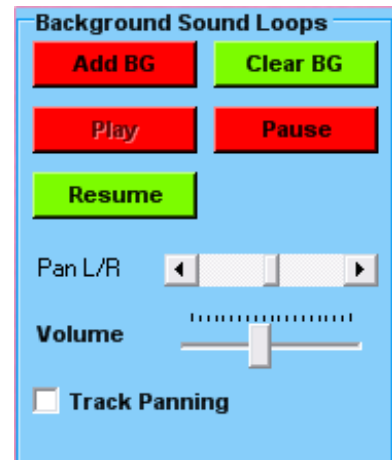 Background Sound Loops
Add BG Clear BG
Play Pause
Resume
Pan L/R
Volume
Track Panning